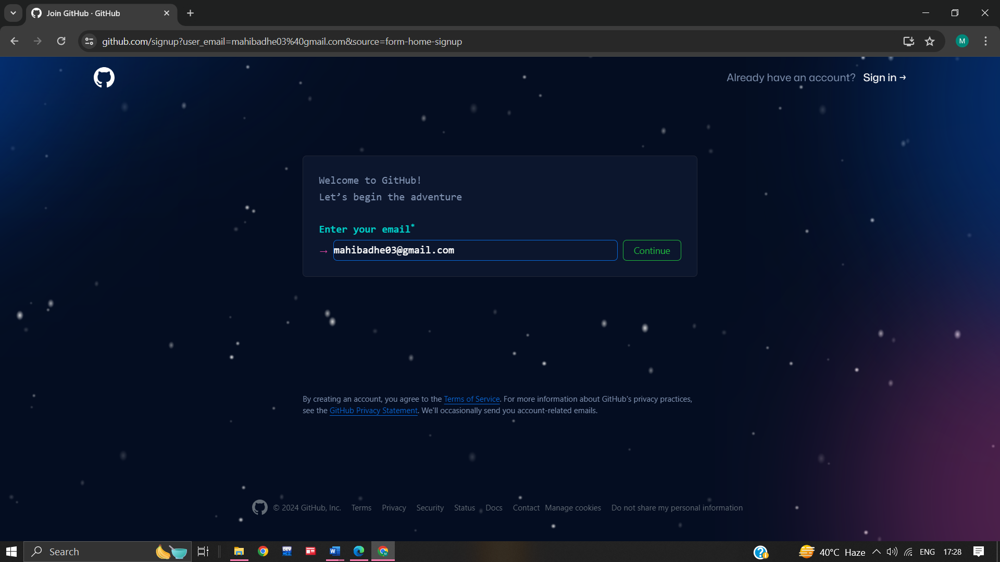 Join GitHub · GitHub
github.com/signup?user_email=mahibadhe03%40gmail.com&source=form-home-signup
M
Already have an account? Sign in →
Welcome to GitHub!
Let’s begin the adventure
Enter your email*
→ mahibadhe03@gmail.com Continue
By creating an account, you agree to the Terms of Service. For more information about GitHub's privacy practices,
see the GitHub Privacy Statement. We'll occasionally send you account-related emails.
© 2024 GitHub, Inc. Terms Privacy Security Status Docs Contact Manage cookies Do not share my personal information
Search DEV W 40°C Haze ENG 17:28